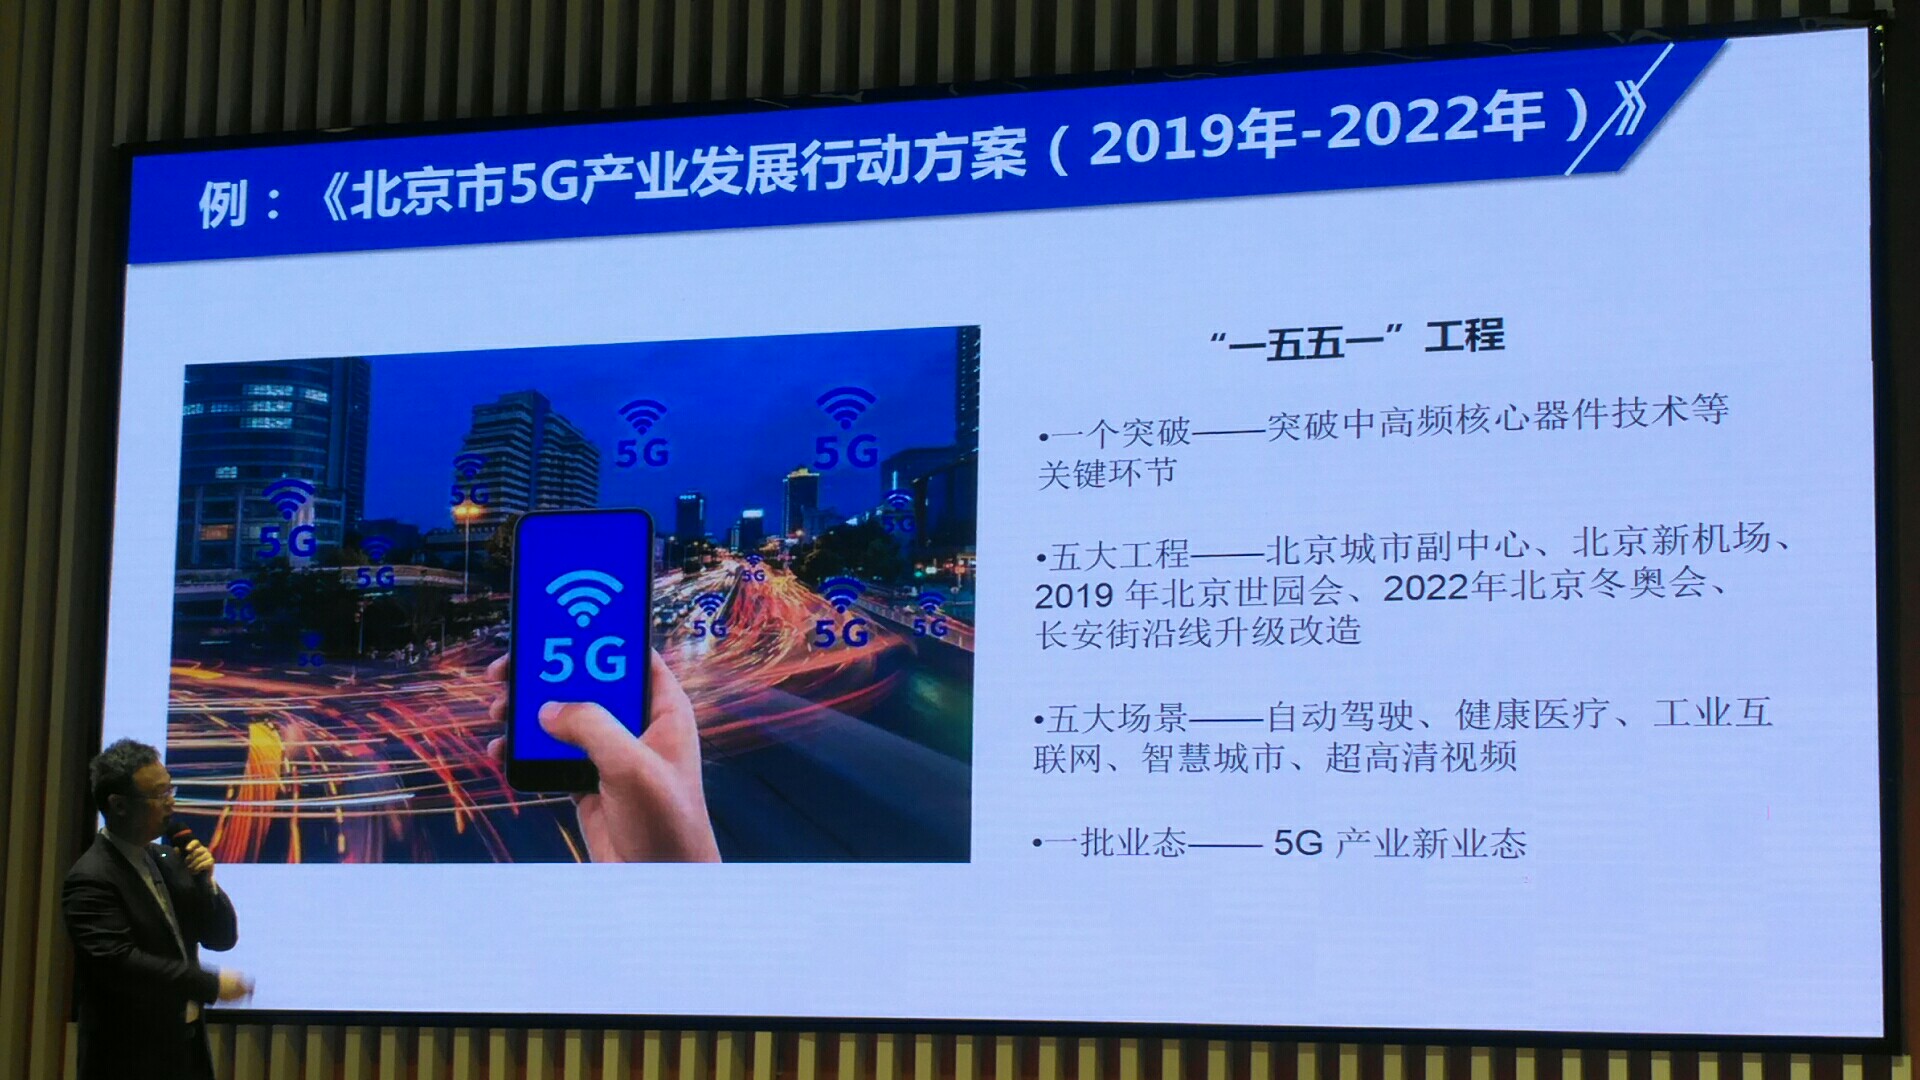 例：《北京市5G产业发展行动方案（2019年-2022年）》
“一五五一”工程
•一个突破——突破中高频核心器件技术等
关键环节
•五大工程——北京城市副中心、北京新机场、
2019 年北京世园会、2022年北京冬奥会、
长安街沿线升级改造
•五大场景——自动驾驶、健康医疗、工业互
联网、智慧城市、超高清视频
•一批业态—— 5G 产业新业态
5G
5G
5G
5G
5G
5G
5G
5G
5G
5G
5G
5G
5G